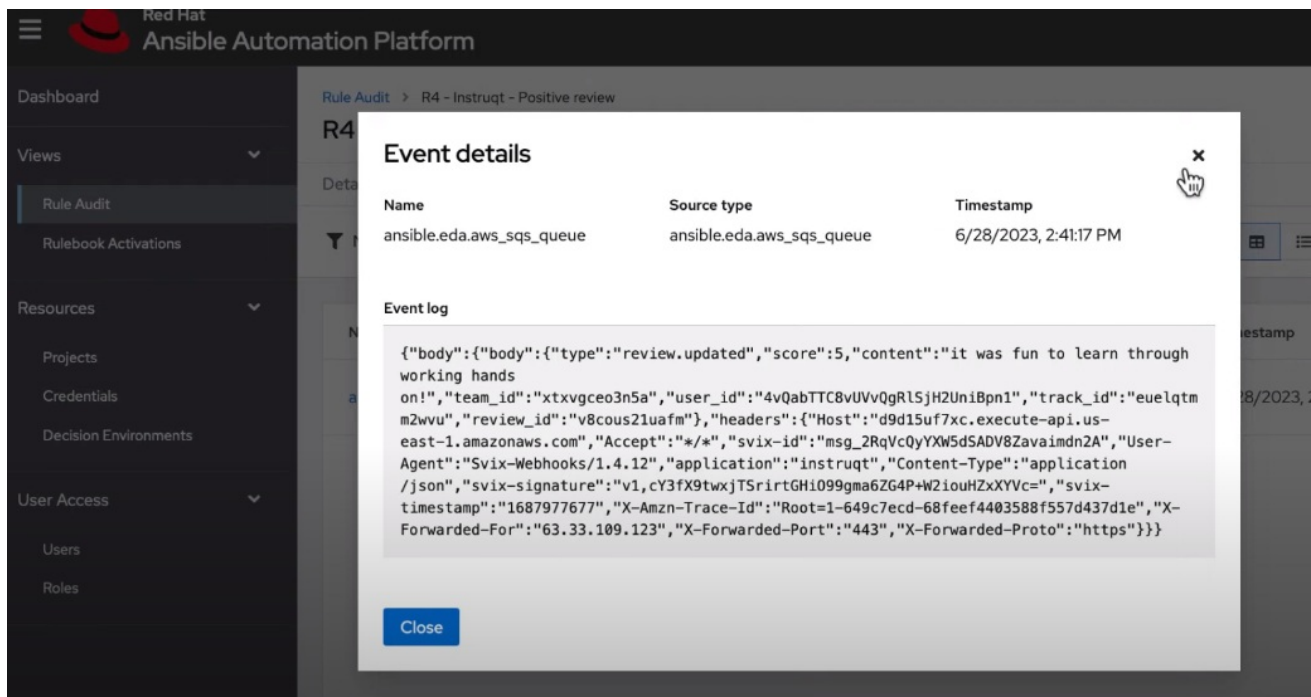 Red Hat
Ansible Automation Platform
Dashboard
Views
Rule Audit
Rulebook Activations
Resources
Projects
Credentials
Decision Environments
User Access
Users
Roles
Rule Audit > R4 - Instruqt - Positive review
R4
Event details
Name
Source type
Timestamp
ansible.eda.aws_sqs_queue
ansible.eda.aws_sqs_queue
6/28/2023, 2:41:17 PM
Event log
{"body":{"body":{"type":"review.updated","score":5,"content":"it was fun to learn through
working hands
on!","team_id":"xtxvgceo3n5a","user_id":"4vQabTTC8vUVvQgRlSjH2UniBpn1","track_id":"euelqtm
m2wvu","review_id":"v8cous21uafm"},"headers":{"Host":"d9d15uf7xc.execute-api.us-
east-1.amazonaws.com","Accept":"*/*","svix-id":"msg_2RqVcQyYXW5dSADV8Zavaimdn2A","User-
Agent":"Svix-Webhooks/1.4.12","application":"instruqt","Content-Type":"application
/json","svix-signature":"v1,cY3fX9twxjTSrirtGHiO99gma6ZG4P+W2iouHZxXYVc=","svix-
timestamp":"1687977677","X-Amzn-Trace-Id":"Root=1-649c7ecd-68feef4403588f557d437d1e","X-
Forwarded-For":"63.33.109.123","X-Forwarded-Port":"443","X-Forwarded-Proto":"https"}}}
Close